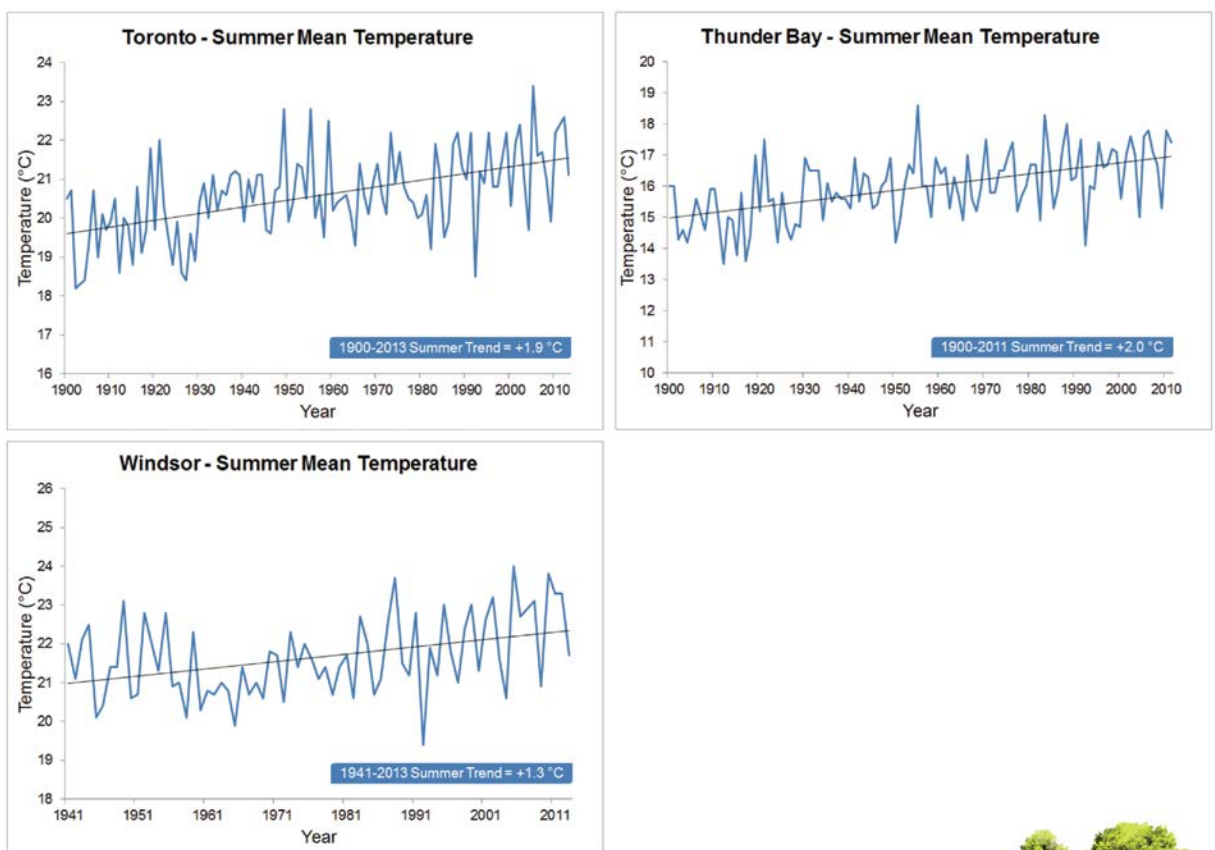 Toronto - Summer Mean Temperature
24
23
22
21
20
19
18
17
16
Temperature (°C)
1900-2013 Summer Trend = +1.9 °C
1900 1910 1920 1930 1940 1950 1960 1970 1980 1990 2000 2010
Year
Thunder Bay - Summer Mean Temperature
20
19
18
17
16
15
14
13
12
11
10
Temperature (°C)
1900-2011 Summer Trend = +2.0 °C
1900 1910 1920 1930 1940 1950 1960 1970 1980 1990 2000 2010
Year
Windsor - Summer Mean Temperature
26
25
24
23
22
21
20
19
18
Temperature (°C)
1941-2013 Summer Trend = +1.3 °C
1941 1951 1961 1971 1981 1991 2001 2011
Year